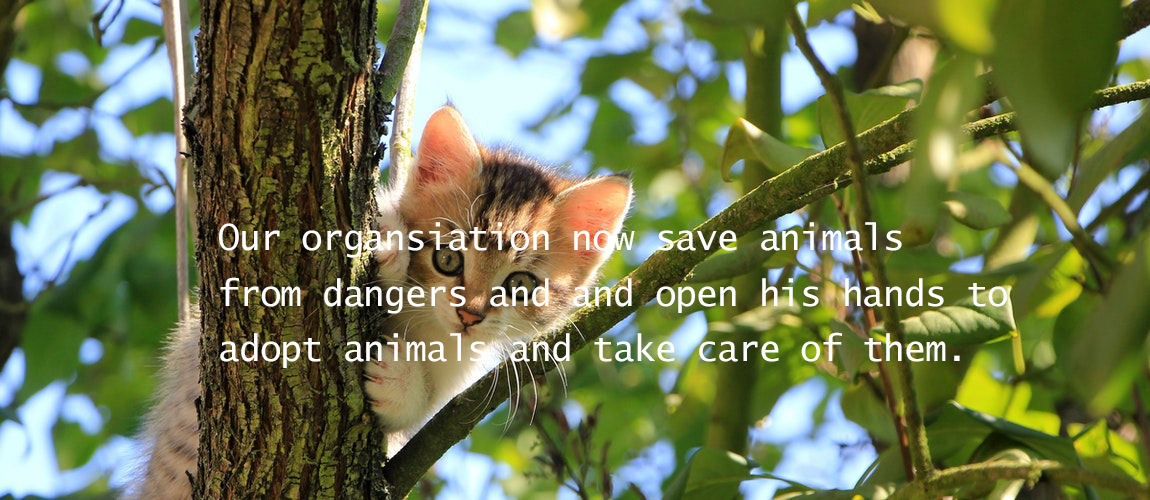 Our organsiation now save animals
from dangers and and open his hands to
adopt animals and take care of them.